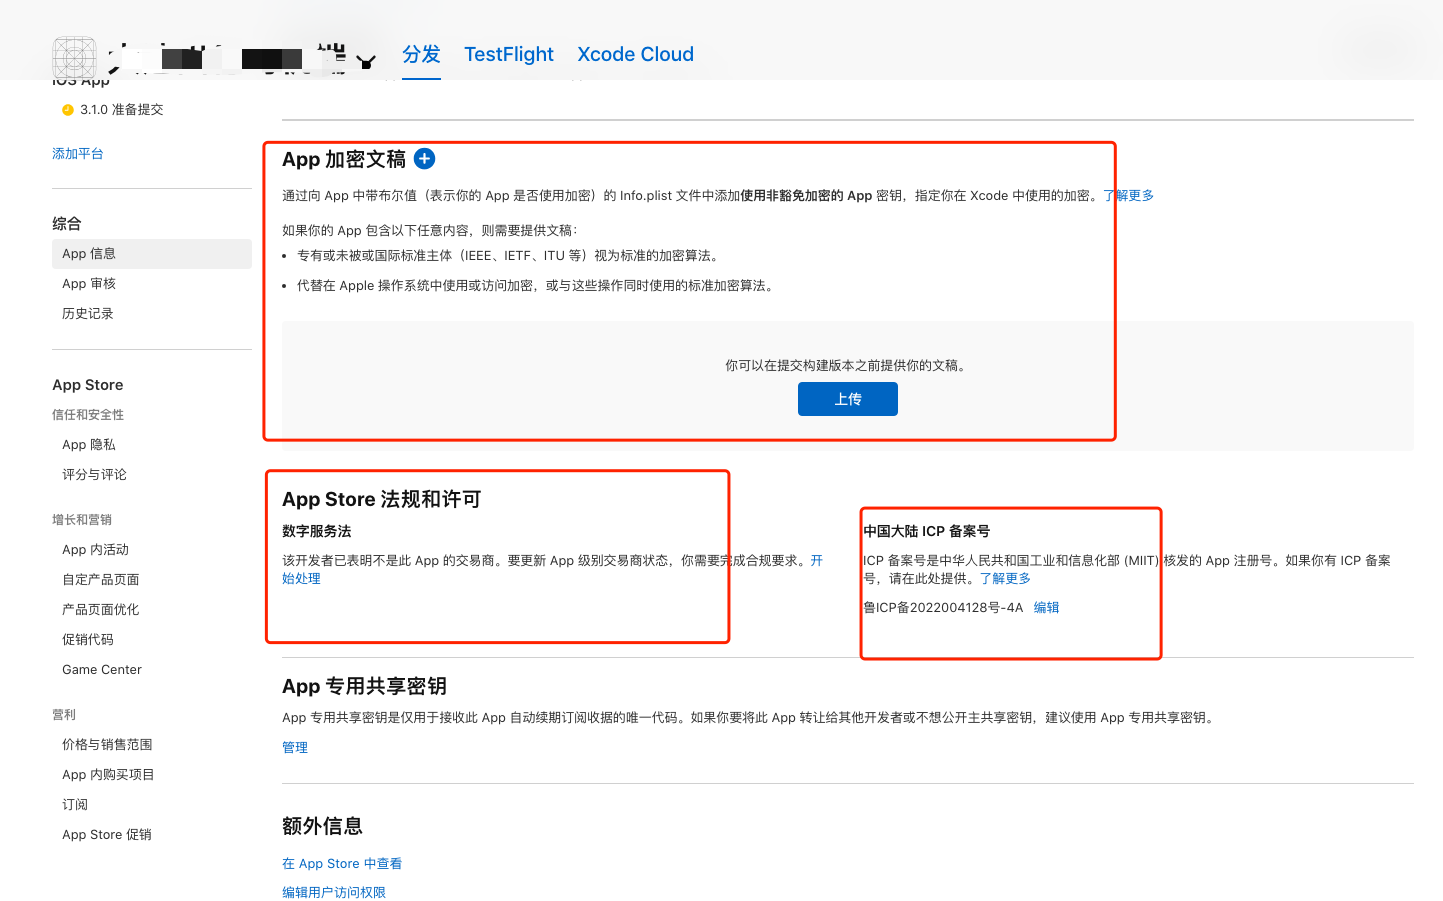 分发 TestFlight Xcode Cloud
iOS App
3.1.0 准备提交
添加平台
综合
App 信息
App 审核
历史记录
App Store
信任和安全性
App 隐私
评分与评论
增长和营销
App 内活动
自定产品页面
产品页面优化
促销代码
Game Center
营利
价格与销售范围
App 内购买项目
订阅
App Store 促销
App 加密文稿
通过向 App 中带布尔值（表示你的 App 是否使用加密）的 Info.plist 文件中添加使用非豁免加密的 App 密钥，指定你在 Xcode 中使用的加密。了解更多
如果你的 App 包含以下任意内容，则需要提供文稿：
• 专有或未被或国际标准主体（IEEE、IETF、ITU 等）视为标准的加密算法。
• 代替在 Apple 操作系统中使用或访问加密，或与这些操作同时使用的标准加密算法。
你可以在提交构建版本之前提供你的文稿。
上传
App Store 法规和许可
数字服务法
该开发者已表明不是此 App 的交易商。要更新 App 级别交易商状态，你需要完成合规要求。开
始处理
中国大陆 ICP 备案号
ICP 备案号是中华人民共和国工业和信息化部 (MIIT) 核发的 App 注册号。如果你有 ICP 备案
号，请在此处提供。了解更多
鲁ICP备2022004128号-4A 编辑
App 专用共享密钥
App 专用共享密钥是仅用于接收此 App 自动续期订阅收据的唯一代码。如果你要将此 App 转让给其他开发者或不想公开主共享密钥，建议使用 App 专用共享密钥。
管理
额外信息
在 App Store 中查看
编辑用户访问权限